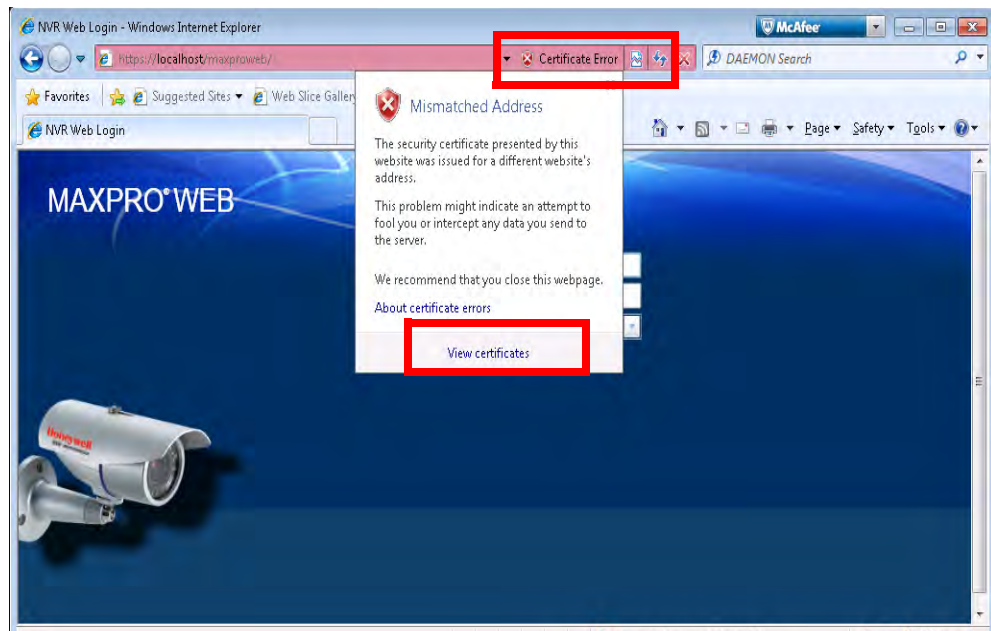 NVR Web Login - Windows Internet Explorer
McAfee
https://localhost/maxproweb/
Certificate Error
DAEMON Search
Favorites
Suggested Sites
Web Slice Gallery
NVR Web Login
Page
Safety
Tools
MAXPRO® WEB
Mismatched Address
The security certificate presented by this
website was issued for a different website's
address.
This problem might indicate an attempt to
fool you or intercept any data you send to
the server.
We recommend that you close this webpage.
About certificate errors
View certificates
Honeywell